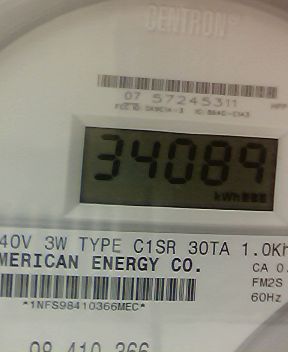 CENTRON®
07 57245311
34089
kWh
40V 3W TYPE C1SR 30TA 1.0Kh
MERICAN ENERGY CO.
CA 0.
FM2S
60Hz
*1NFS98410366MEC*
98 410 366